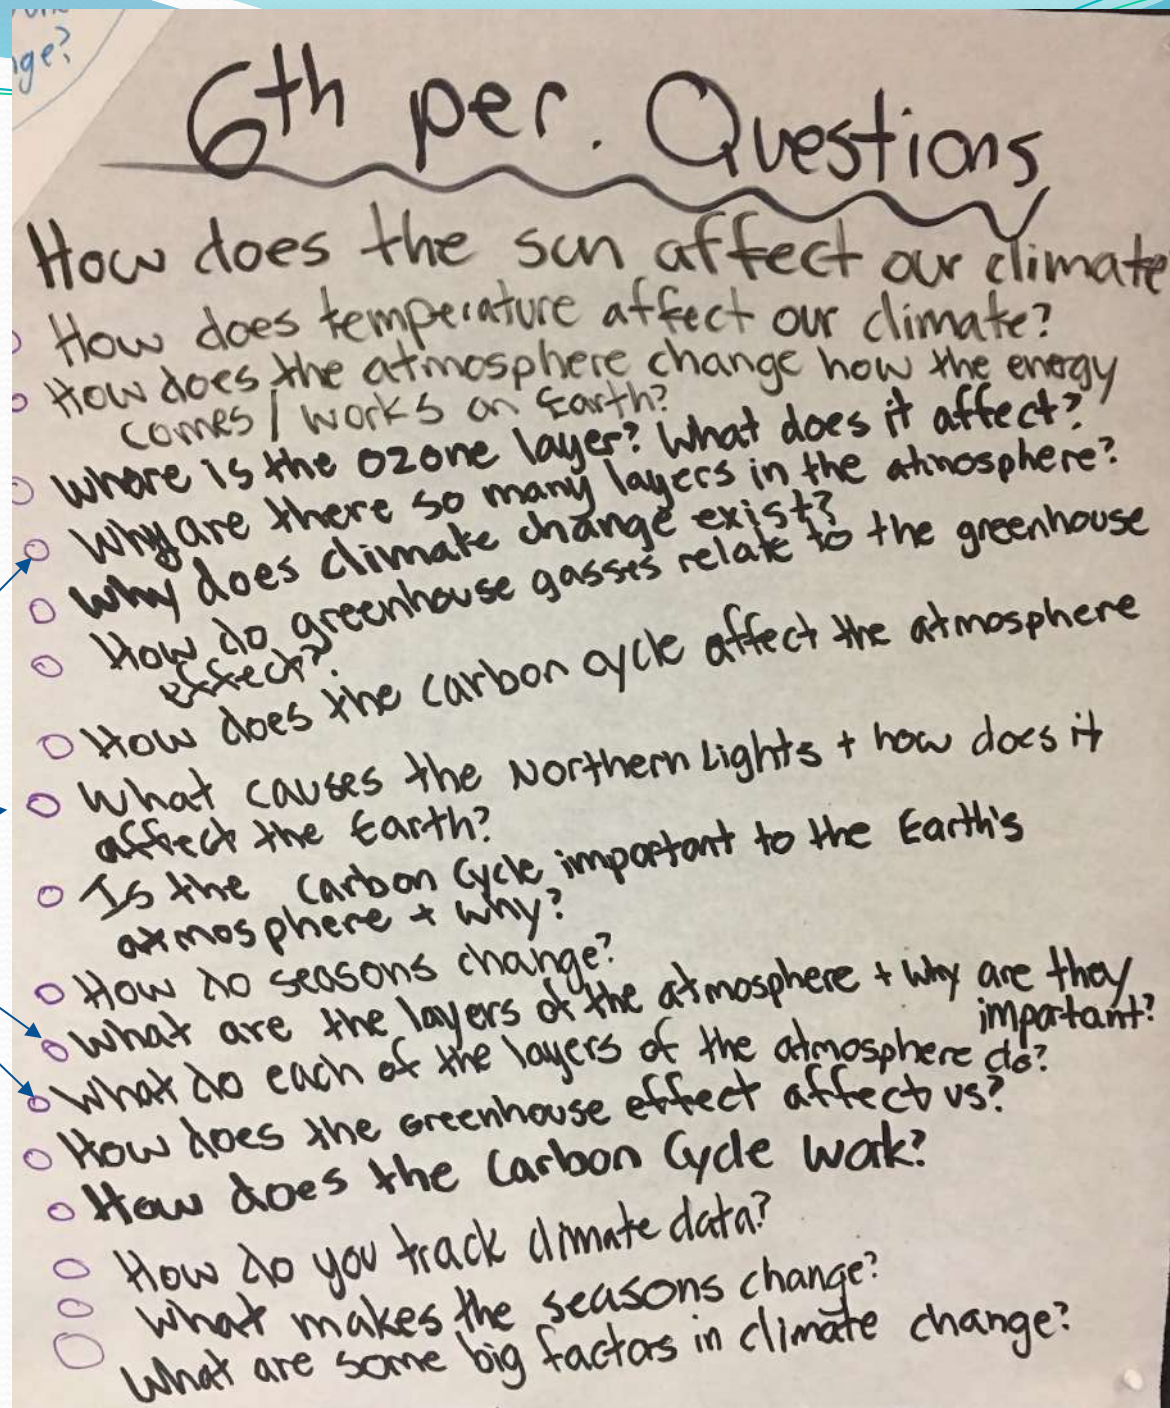 ge?
6th per. Questions
How does the sun affect our climate
How does temperature affect our climate?
How does the atmosphere change how the energy
comes/works on Earth?
Where is the ozone layer? What does it affect?
Why are there so many layers in the atmosphere?
Why does climate change exist?
How do greenhouse gasses relate to the greenhouse
effect?
How does the carbon cycle affect the atmosphere
What causes the Northern Lights + how does it
affect the Earth?
Is the Carbon Cycle important to the Earth's
atmosphere + why?
How do seasons change?
What are the layers of the atmosphere + why are they
important?
What do each of the layers of the atmosphere do?
How does the Greenhouse effect affect us?
How does the Carbon Cycle work?
How do you track climate data?
What makes the seasons change?
What are some big factors in climate change?